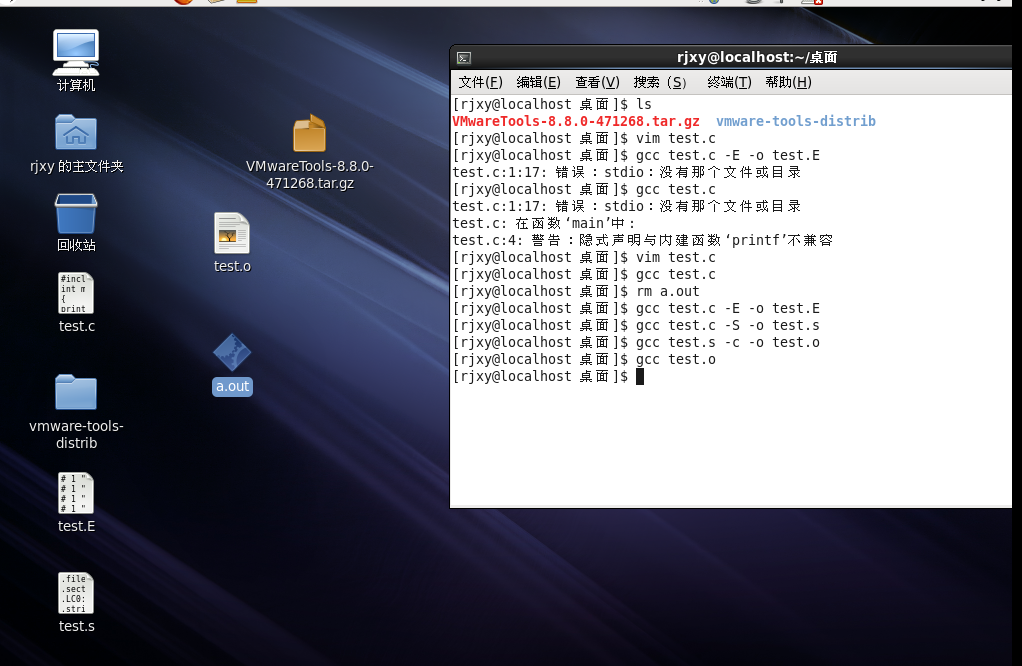 计算机
rjxy 的主文件夹
回收站
#incl
int m
{
print
test.c
vmware-tools-
distrib
# 1 "
# 1 "
# 1 "
# 1 "
test.E
.file
.sect
.LC0:
.stri
test.s
VMwareTools-8.8.0-
471268.tar.gz
test.o
a.out
rjxy@localhost:~/桌面
文件(F) 编辑(E) 查看(V) 搜索 (S) 终端(T) 帮助(H)
[rjxy@localhost 桌面]$ ls
VMwareTools-8.8.0-471268.tar.gz vmware-tools-distrib
[rjxy@localhost 桌面]$ vim test.c
[rjxy@localhost 桌面]$ gcc test.c -E -o test.E
test.c:1:17: 错误：stdio：没有那个文件或目录
[rjxy@localhost 桌面]$ gcc test.c
test.c:1:17: 错误：stdio：没有那个文件或目录
test.c: 在函数‘main’中：
test.c:4: 警告：隐式声明与内建函数‘printf’不兼容
[rjxy@localhost 桌面]$ vim test.c
[rjxy@localhost 桌面]$ gcc test.c
[rjxy@localhost 桌面]$ rm a.out
[rjxy@localhost 桌面]$ gcc test.c -E -o test.E
[rjxy@localhost 桌面]$ gcc test.c -S -o test.s
[rjxy@localhost 桌面]$ gcc test.s -c -o test.o
[rjxy@localhost 桌面]$ gcc test.o
[rjxy@localhost 桌面]$